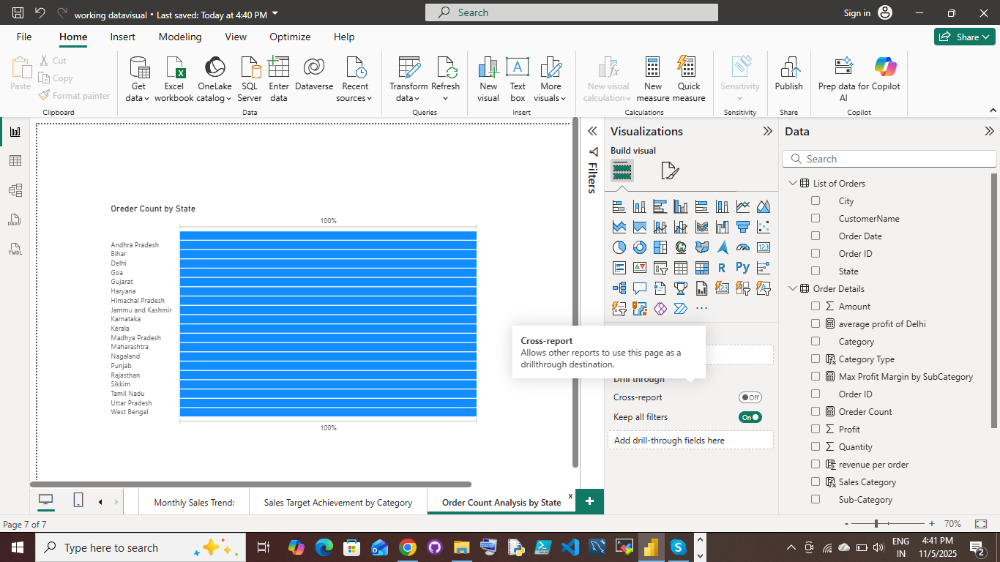 working datavisual • Last saved: Today at 4:40 PM
Search
Sign in
File
Home
Insert
Modeling
View
Optimize
Help
Share
Paste
Cut
Copy
Format painter
Clipboard
Get data
Excel workbook
OneLake catalog
SQL Server
Enter data
Dataverse
Recent sources
Data
Transform data
Refresh
Queries
New visual
Text box
More visuals
Insert
New visual calculation
New measure
Quick measure
Calculations
Sensitivity
Sensitivity
Publish
Share
Prep data for AI
Copilot
Copilot
Oreder Count by State
100%
Andhra Pradesh
Bihar
Delhi
Goa
Gujarat
Haryana
Himachal Pradesh
Jammu and Kashmir
Karnataka
Kerala
Madhya Pradesh
Maharashtra
Nagaland
Punjab
Rajasthan
Sikkim
Tamil Nadu
Uttar Pradesh
West Bengal
100%
Filters
Visualizations
Build visual
Cross-report
Allows other reports to use this page as a
drillthrough destination.
Drill through
Cross-report
Off
Keep all filters
On
Add drill-through fields here
Data
Search
List of Orders
City
CustomerName
Order Date
Order ID
State
Order Details
Amount
average profit of Delhi
Category
Category Type
Max Profit Margin by SubCategory
Order ID
Oreder Count
Profit
Quantity
revenue per order
Sales Category
Sub-Category
Monthly Sales Trend:
Sales Target Achievement by Category
Order Count Analysis by State
x
+
Page 7 of 7
- + 70%
Type here to search
ENG
IN
4:41 PM
11/5/2025
2